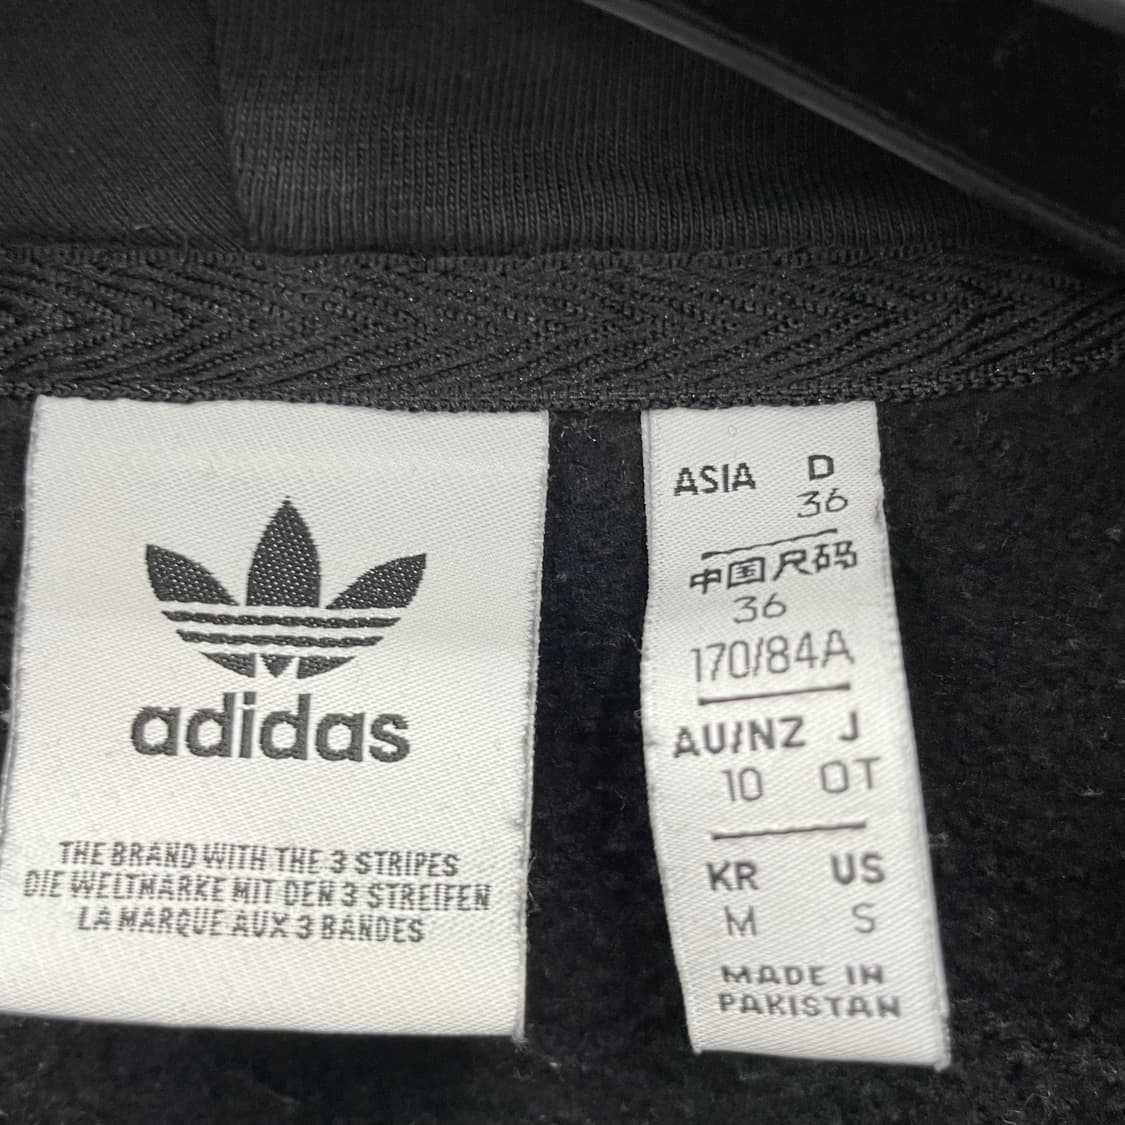 adidas
THE BRAND WITH THE 3 STRIPES
DIE WELTMARKE MIT DEN 3 STREIFEN
LA MARQUE AUX 3 BANDES
ASIA D
36
中国尺码
36
170/84A
AU/NZ J
10 OT
KR US
M S
MADE IN
PAKISTAN